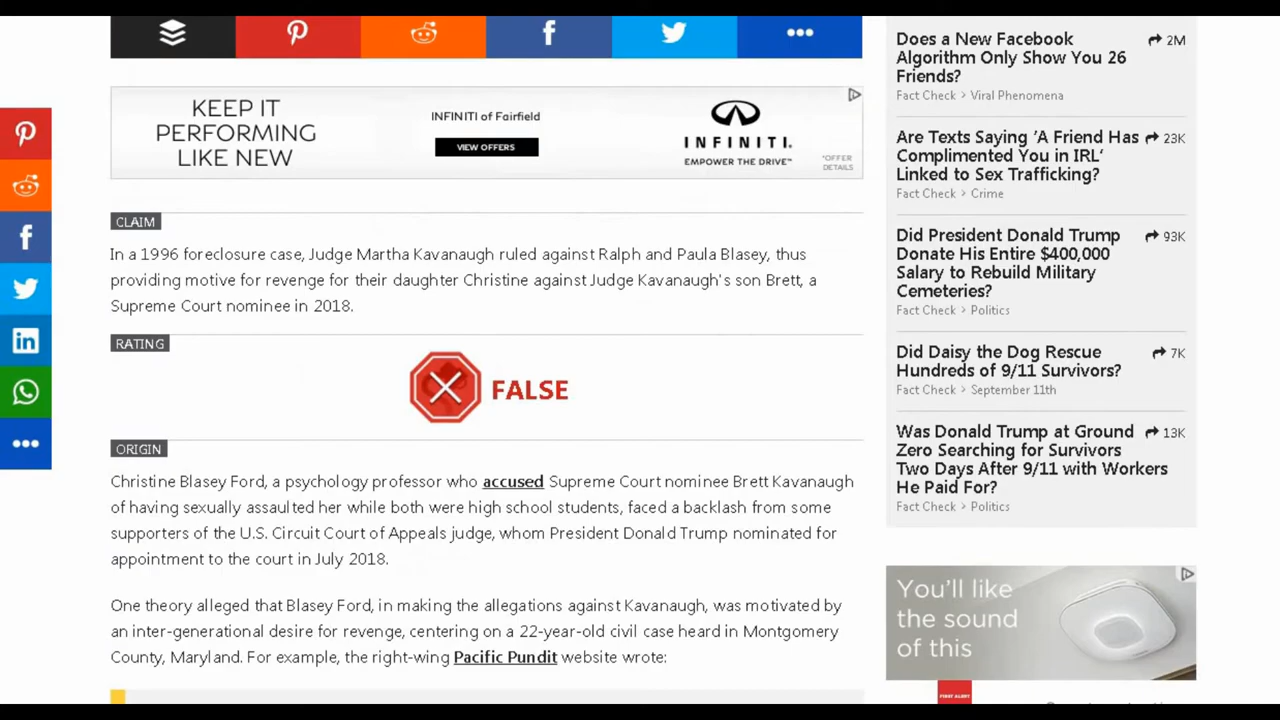 KEEP IT
PERFORMING
LIKE NEW
INFINITI of Fairfield
VIEW OFFERS
INFINITI.
EMPOWER THE DRIVE™
*OFFER
DETAILS
CLAIM
In a 1996 foreclosure case, Judge Martha Kavanaugh ruled against Ralph and Paula Blasey, thus
providing motive for revenge for their daughter Christine against Judge Kavanaugh's son Brett, a
Supreme Court nominee in 2018.
RATING
FALSE
ORIGIN
Christine Blasey Ford, a psychology professor who accused Supreme Court nominee Brett Kavanaugh
of having sexually assaulted her while both were high school students, faced a backlash from some
supporters of the U.S. Circuit Court of Appeals judge, whom President Donald Trump nominated for
appointment to the court in July 2018.
One theory alleged that Blasey Ford, in making the allegations against Kavanaugh, was motivated by
an inter-generational desire for revenge, centering on a 22-year-old civil case heard in Montgomery
County, Maryland. For example, the right-wing Pacific Pundit website wrote:
Does a New Facebook 2M
Algorithm Only Show You 26
Friends?
Fact Check > Viral Phenomena
Are Texts Saying ‘A Friend Has 23K
Complimented You in IRL‘
Linked to Sex Trafficking?
Fact Check > Crime
Did President Donald Trump 93K
Donate His Entire $400,000
Salary to Rebuild Military
Cemeteries?
Fact Check > Politics
Did Daisy the Dog Rescue 7K
Hundreds of 9/11 Survivors?
Fact Check > September 11th
Was Donald Trump at Ground 13K
Zero Searching for Survivors
Two Days After 9/11 with Workers
He Paid For?
Fact Check > Politics
You'll like
the sound
of this
FIRST ALERT